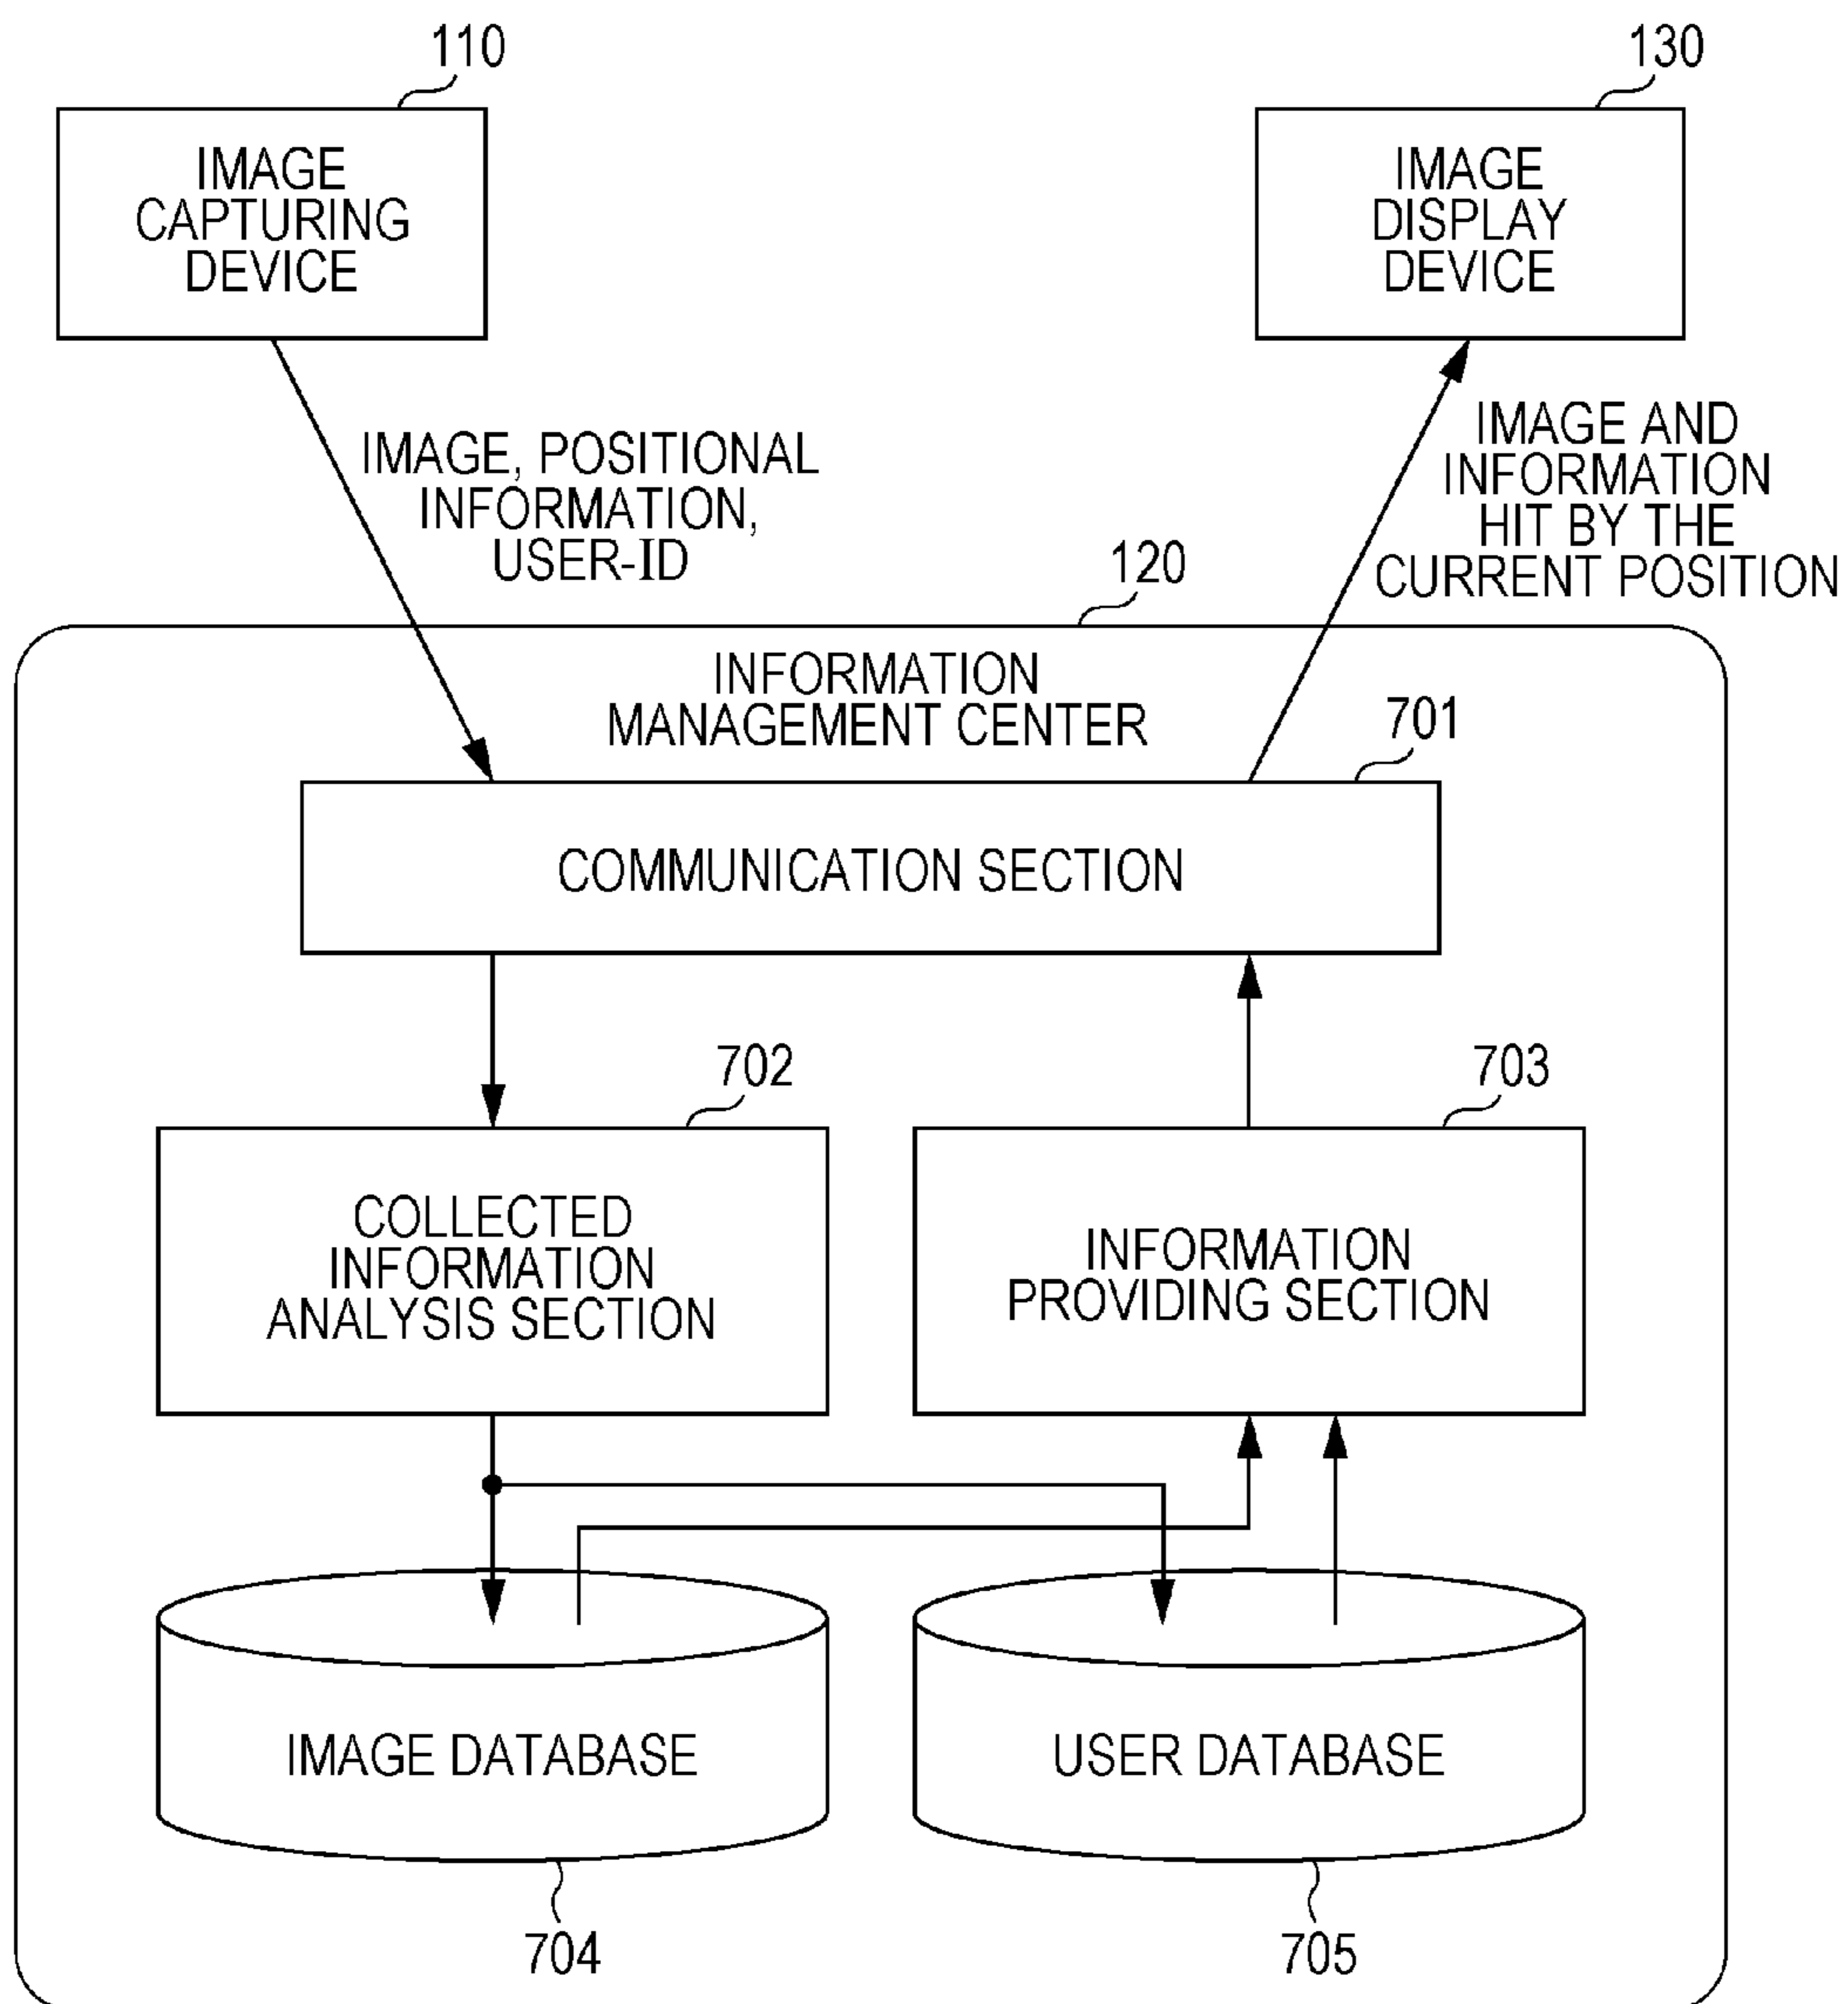 110
130
IMAGE
CAPTURING
DEVICE
IMAGE
DISPLAY
DEVICE
IMAGE, POSITIONAL
INFORMATION,
USER-ID
IMAGE AND
INFORMATION
HIT BY THE
CURRENT POSITION
120
INFORMATION
MANAGEMENT CENTER
701
COMMUNICATION SECTION
702
703
COLLECTED
INFORMATION
ANALYSIS SECTION
INFORMATION
PROVIDING SECTION
IMAGE DATABASE
USER DATABASE
704
705